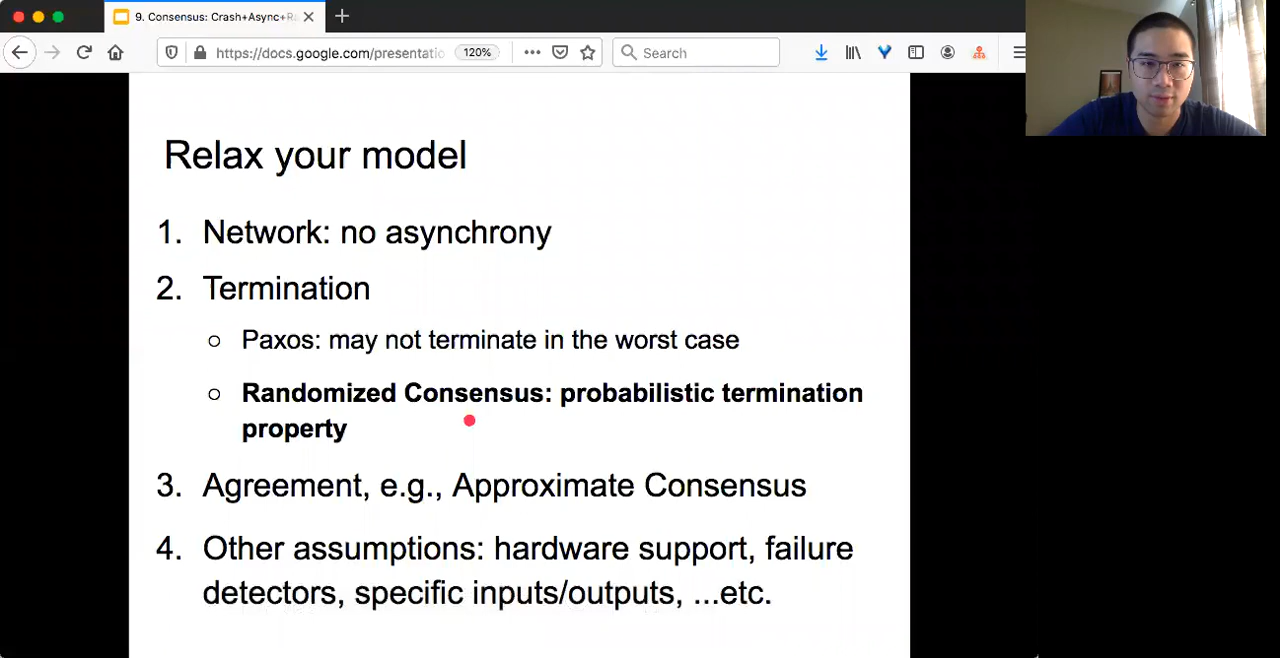 9. Consensus: Crash+Async+Ra
https://docs.google.com/presentatio
120%
Search
Relax your model
1. Network: no asynchrony
2. Termination
○ Paxos: may not terminate in the worst case
○ Randomized Consensus: probabilistic termination
property
3. Agreement, e.g., Approximate Consensus
4. Other assumptions: hardware support, failure
detectors, specific inputs/outputs, ...etc.